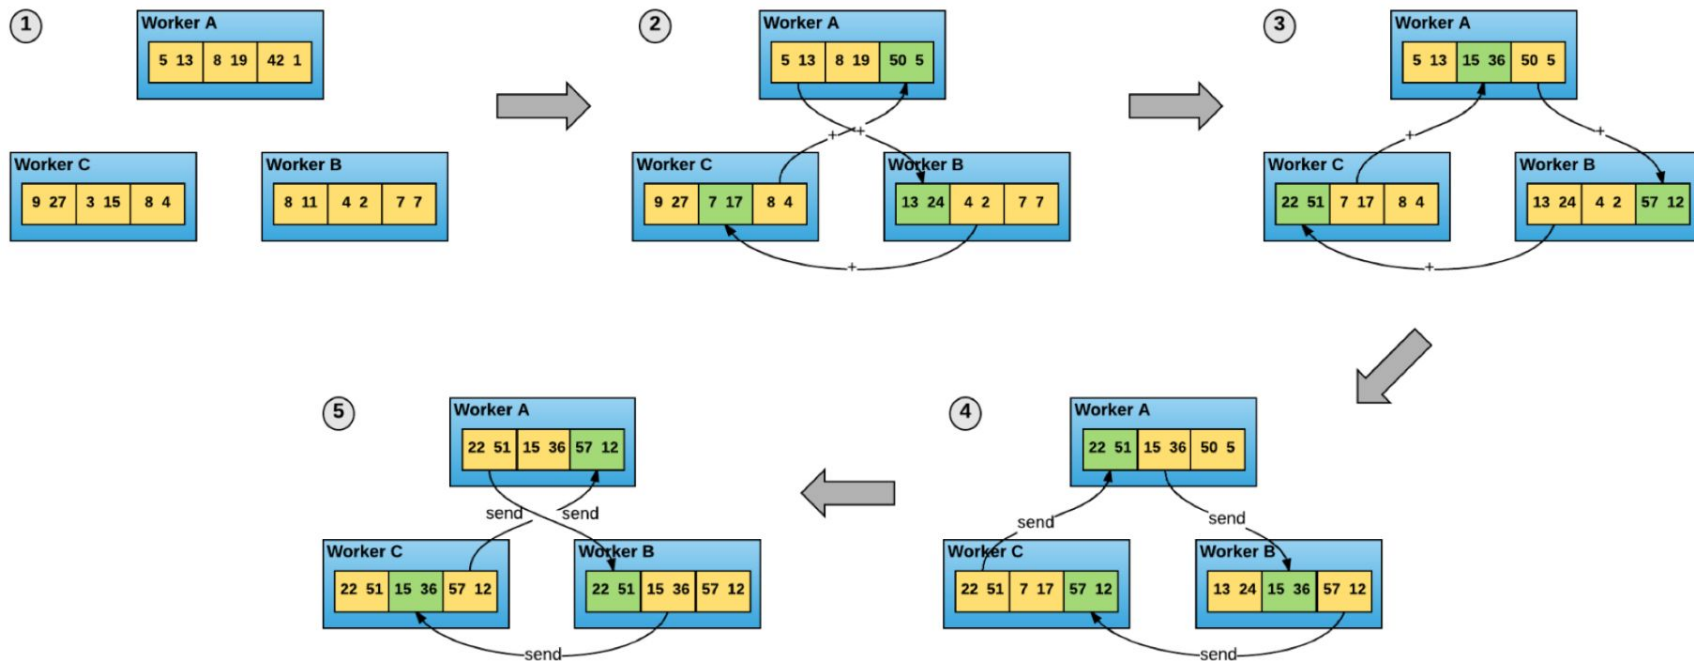 1
Worker A
5 13 8 19 42 1
Worker C
9 27 3 15 8 4
Worker B
8 11 4 2 7 7
2
Worker A
5 13 8 19 50 5
+ +
Worker C
9 27 7 17 8 4
Worker B
13 24 4 2 7 7
+
3
Worker A
5 13 15 36 50 5
+ +
Worker C
22 51 7 17 8 4
Worker B
13 24 4 2 57 12
+
4
Worker A
22 51 15 36 50 5
send send
Worker C
22 51 7 17 57 12
Worker B
13 24 15 36 57 12
send
5
Worker A
22 51 15 36 57 12
send send
Worker C
22 51 15 36 57 12
Worker B
22 51 15 36 57 12
send